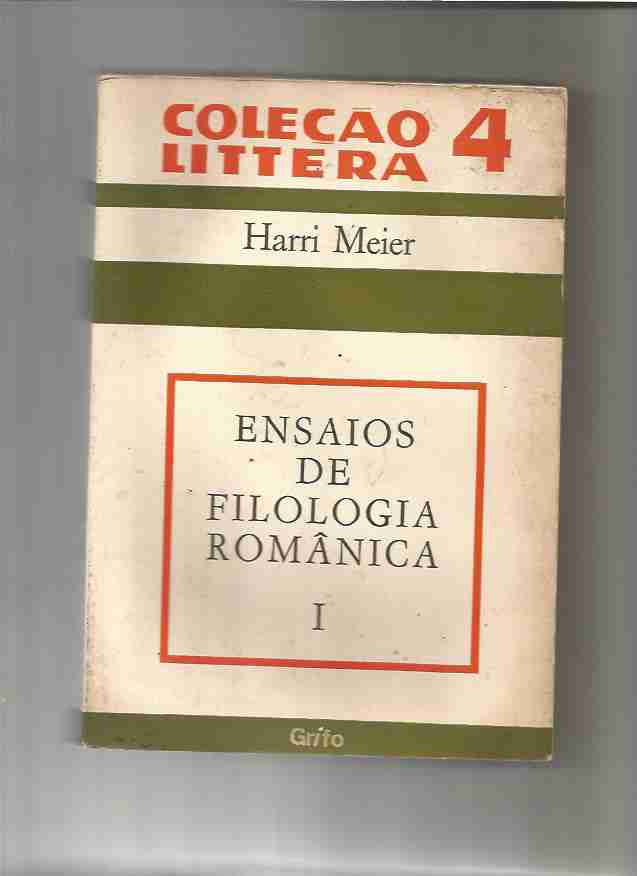 COLEÇÃO 4
LITTERA
Harri Meier
ENSAIOS
DE
FILOLOGIA
ROMÂNICA
I
Grifo